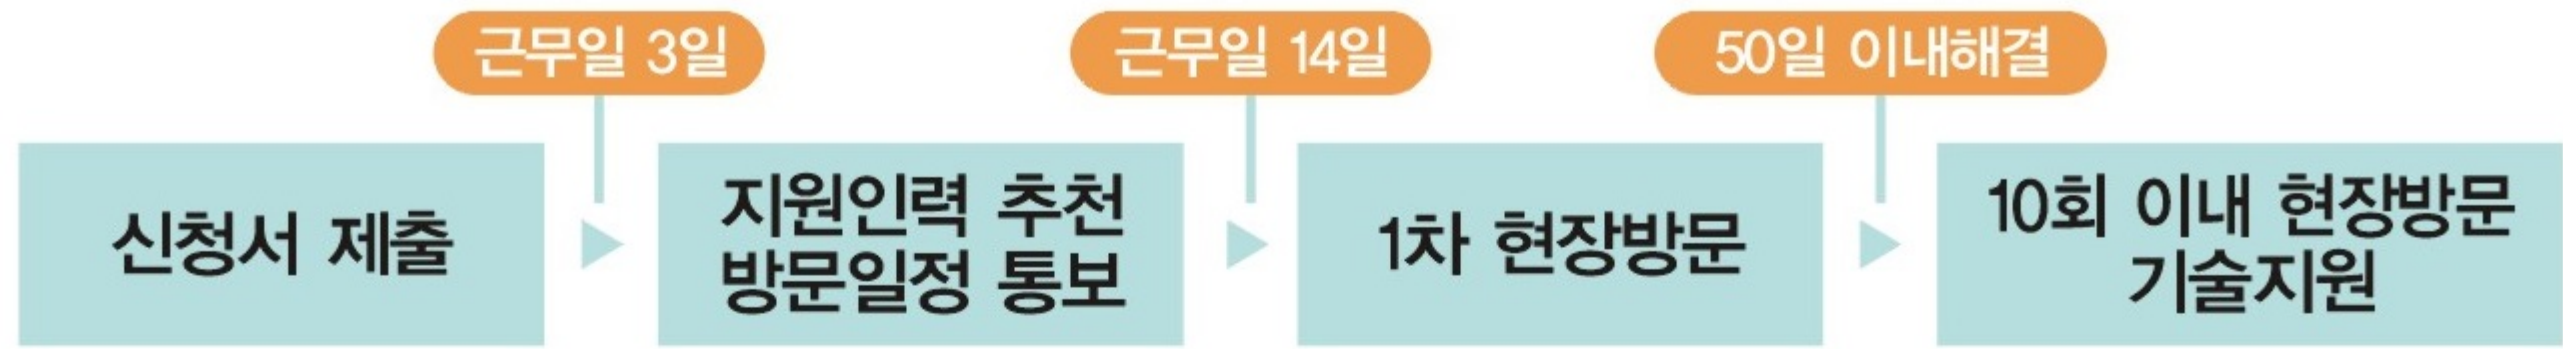 근무일 3일
근무일 14일
50일 이내해결
신청서 제출
지원인력 추천
방문일정 통보
1차 현장방문
10회 이내 현장방문
기술지원